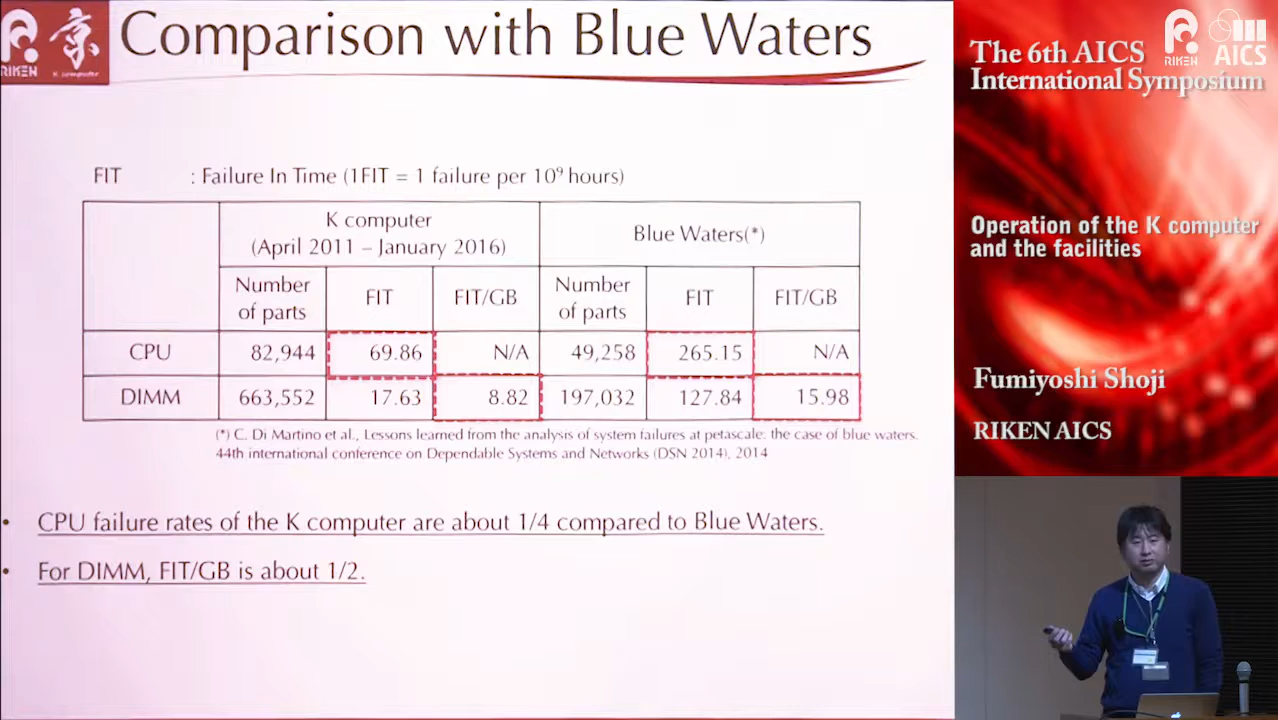 RIKEN
京
K computer
Comparison with Blue Waters
FIT : Failure In Time (1FIT = 1 failure per 10⁹ hours)
K computer
(April 2011 – January 2016)
Blue Waters(*)
Number
of parts
FIT
FIT/GB
Number
of parts
FIT
FIT/GB
CPU 82,944 69.86 N/A 49,258 265.15 N/A
DIMM 663,552 17.63 8.82 197,032 127.84 15.98
(*) C. Di Martino et al., Lessons learned from the analysis of system failures at petascale: the case of blue waters.
44th international conference on Dependable Systems and Networks (DSN 2014), 2014
• CPU failure rates of the K computer are about 1/4 compared to Blue Waters.
• For DIMM, FIT/GB is about 1/2.
The 6th AICS
International Symposium
RIKEN
AICS
Operation of the K computer
and the facilities
Fumiyoshi Shoji
RIKEN AICS